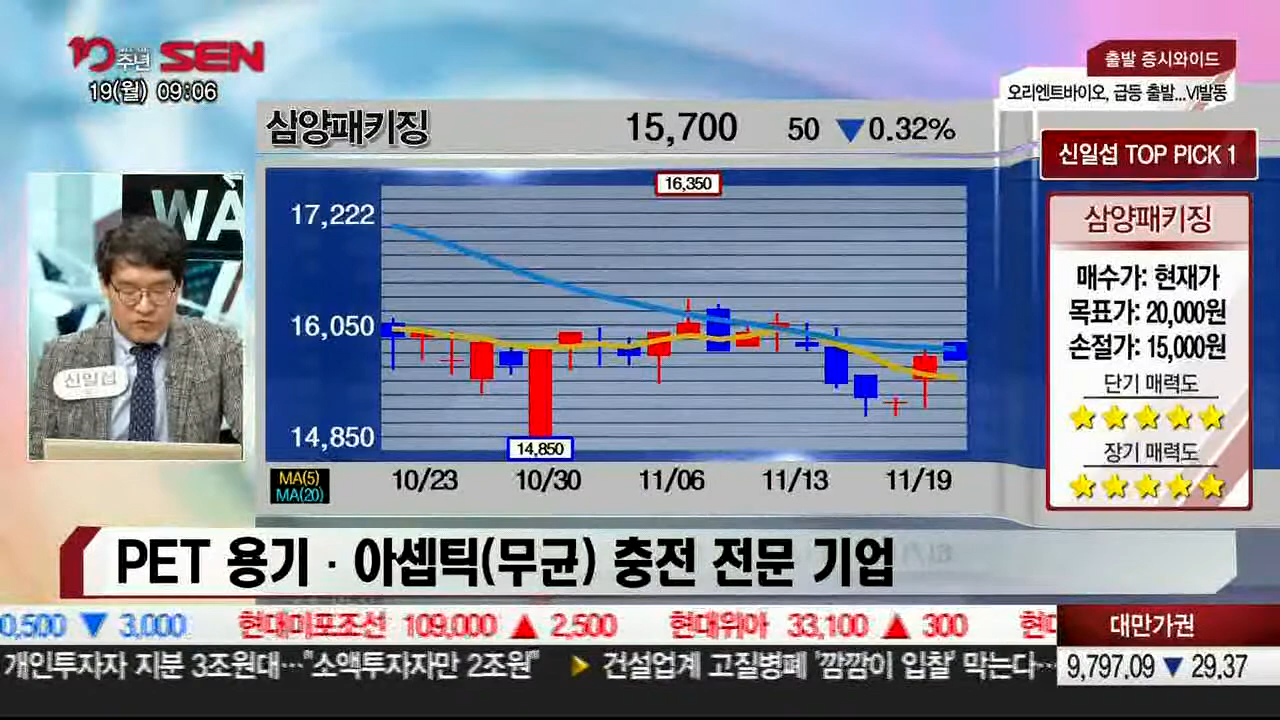 10주년 SEN
19(월) 09:06
출발 증시와이드
오리엔트바이오, 급등 출발...VI발동
삼양패키징 15,700 50 ▼0.32%
신일섭 TOP PICK 1
WÀ
신일섭
16,350
17,222
16,050
14,850
14,850
MA(5)
MA(20)
10/23 10/30 11/06 11/13 11/19
삼양패키징
매수가: 현재가
목표가: 20,000원
손절가: 15,000원
단기 매력도
★★★★★
장기 매력도
★★★★★
PET 용기·아셉틱(무균) 충전 전문 기업
0,500 ▼ 3,000 현대미포조선 109,000 ▲ 2,500 현대위아 33,100 ▲ 300 현대
대만가권
개인투자자 지분 3조원대…"소액투자자만 2조원" ▶ 건설업계 고질병폐 '깜깜이 입찰' 막는다…
9,797.09 ▼ 29.37